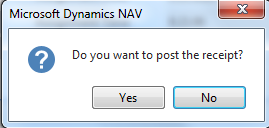 Microsoft Dynamics NAV
Do you want to post the receipt?
Yes
No